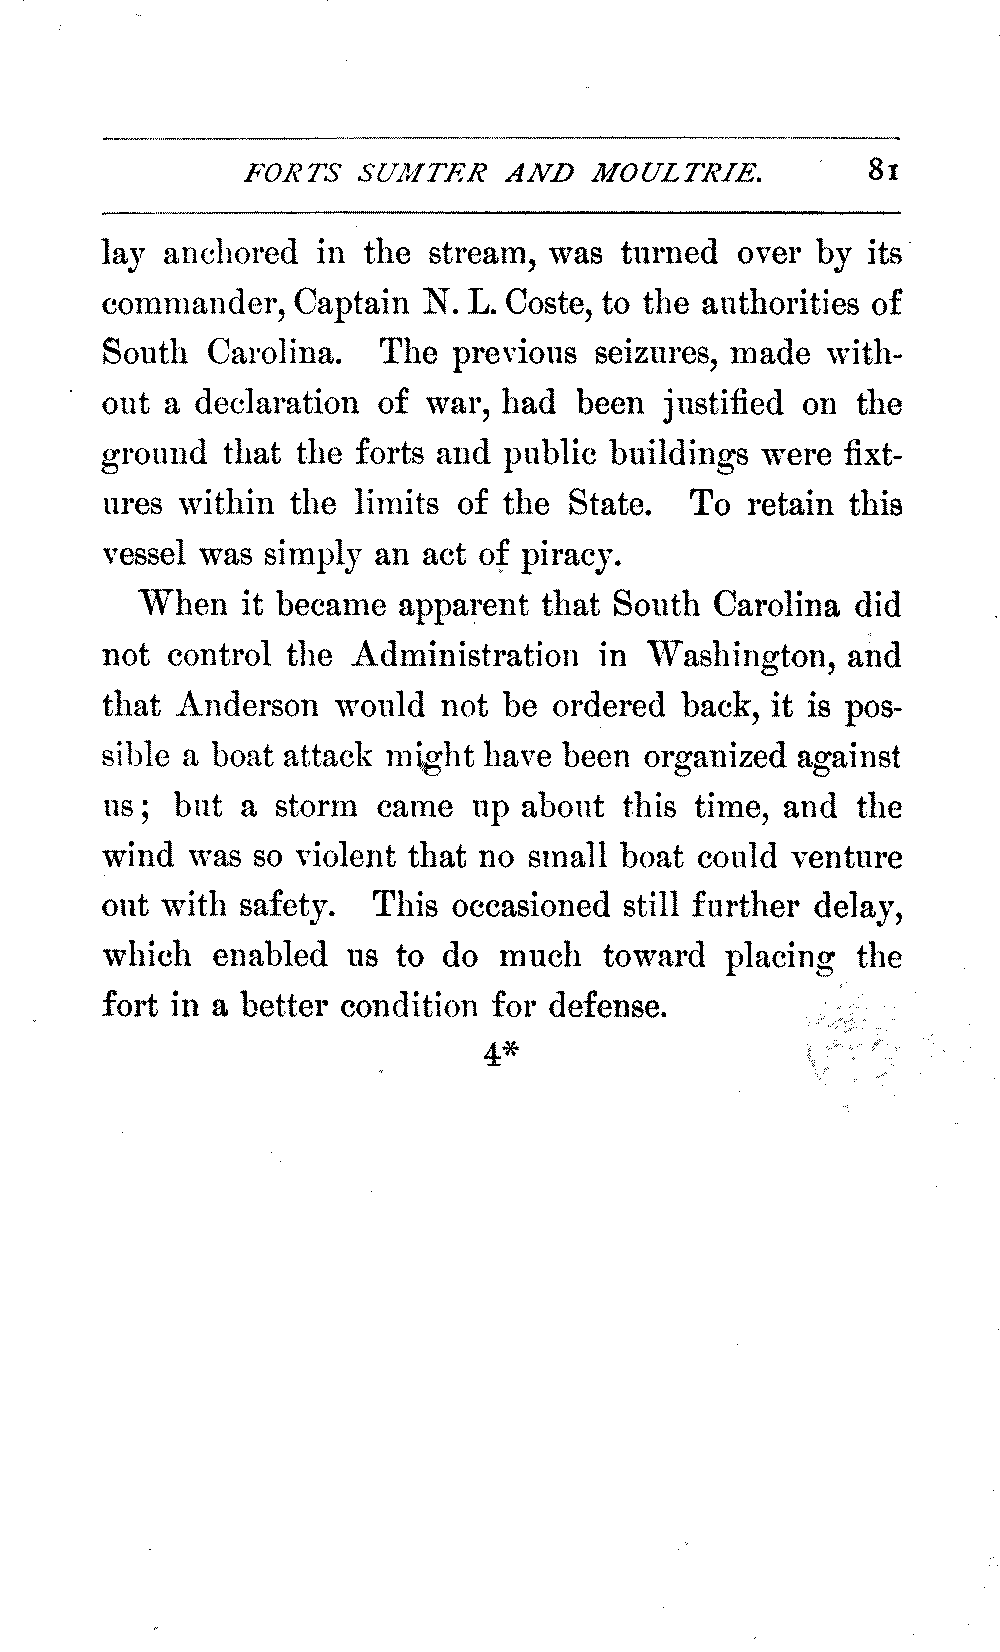 FORTS SUMTER AND MOULTRIE. 81
lay anchored in the stream, was turned over by its
commander, Captain N. L. Coste, to the authorities of
South Carolina. The previous seizures, made with-
out a declaration of war, had been justified on the
ground that the forts and public buildings were fixt-
ures within the limits of the State. To retain this
vessel was simply an act of piracy.
When it became apparent that South Carolina did
not control the Administration in Washington, and
that Anderson would not be ordered back, it is pos-
sible a boat attack might have been organized against
us; but a storm came up about this time, and the
wind was so violent that no small boat could venture
out with safety. This occasioned still further delay,
which enabled us to do much toward placing the
fort in a better condition for defense.
4*